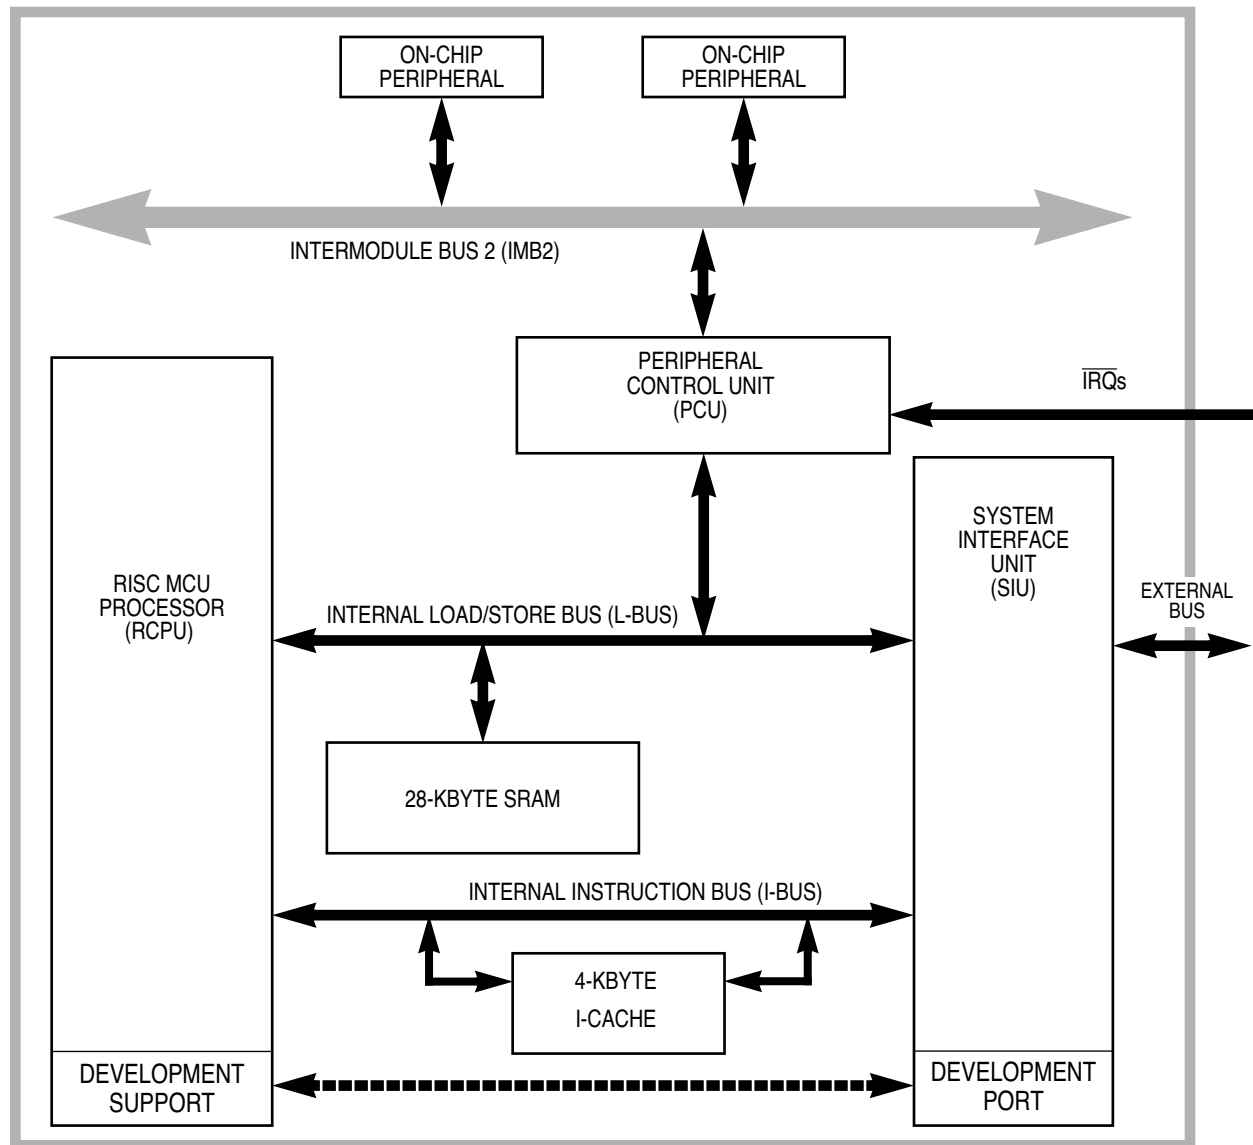 ON-CHIP
PERIPHERAL
ON-CHIP
PERIPHERAL
INTERMODULE BUS 2 (IMB2)
PERIPHERAL
CONTROL UNIT
(PCU)
I̅R̅Q̅s
SYSTEM
INTERFACE
UNIT
(SIU)
RISC MCU
PROCESSOR
(RCPU)
EXTERNAL
BUS
INTERNAL LOAD/STORE BUS (L-BUS)
28-KBYTE SRAM
INTERNAL INSTRUCTION BUS (I-BUS)
4-KBYTE
I-CACHE
DEVELOPMENT
SUPPORT
DEVELOPMENT
PORT